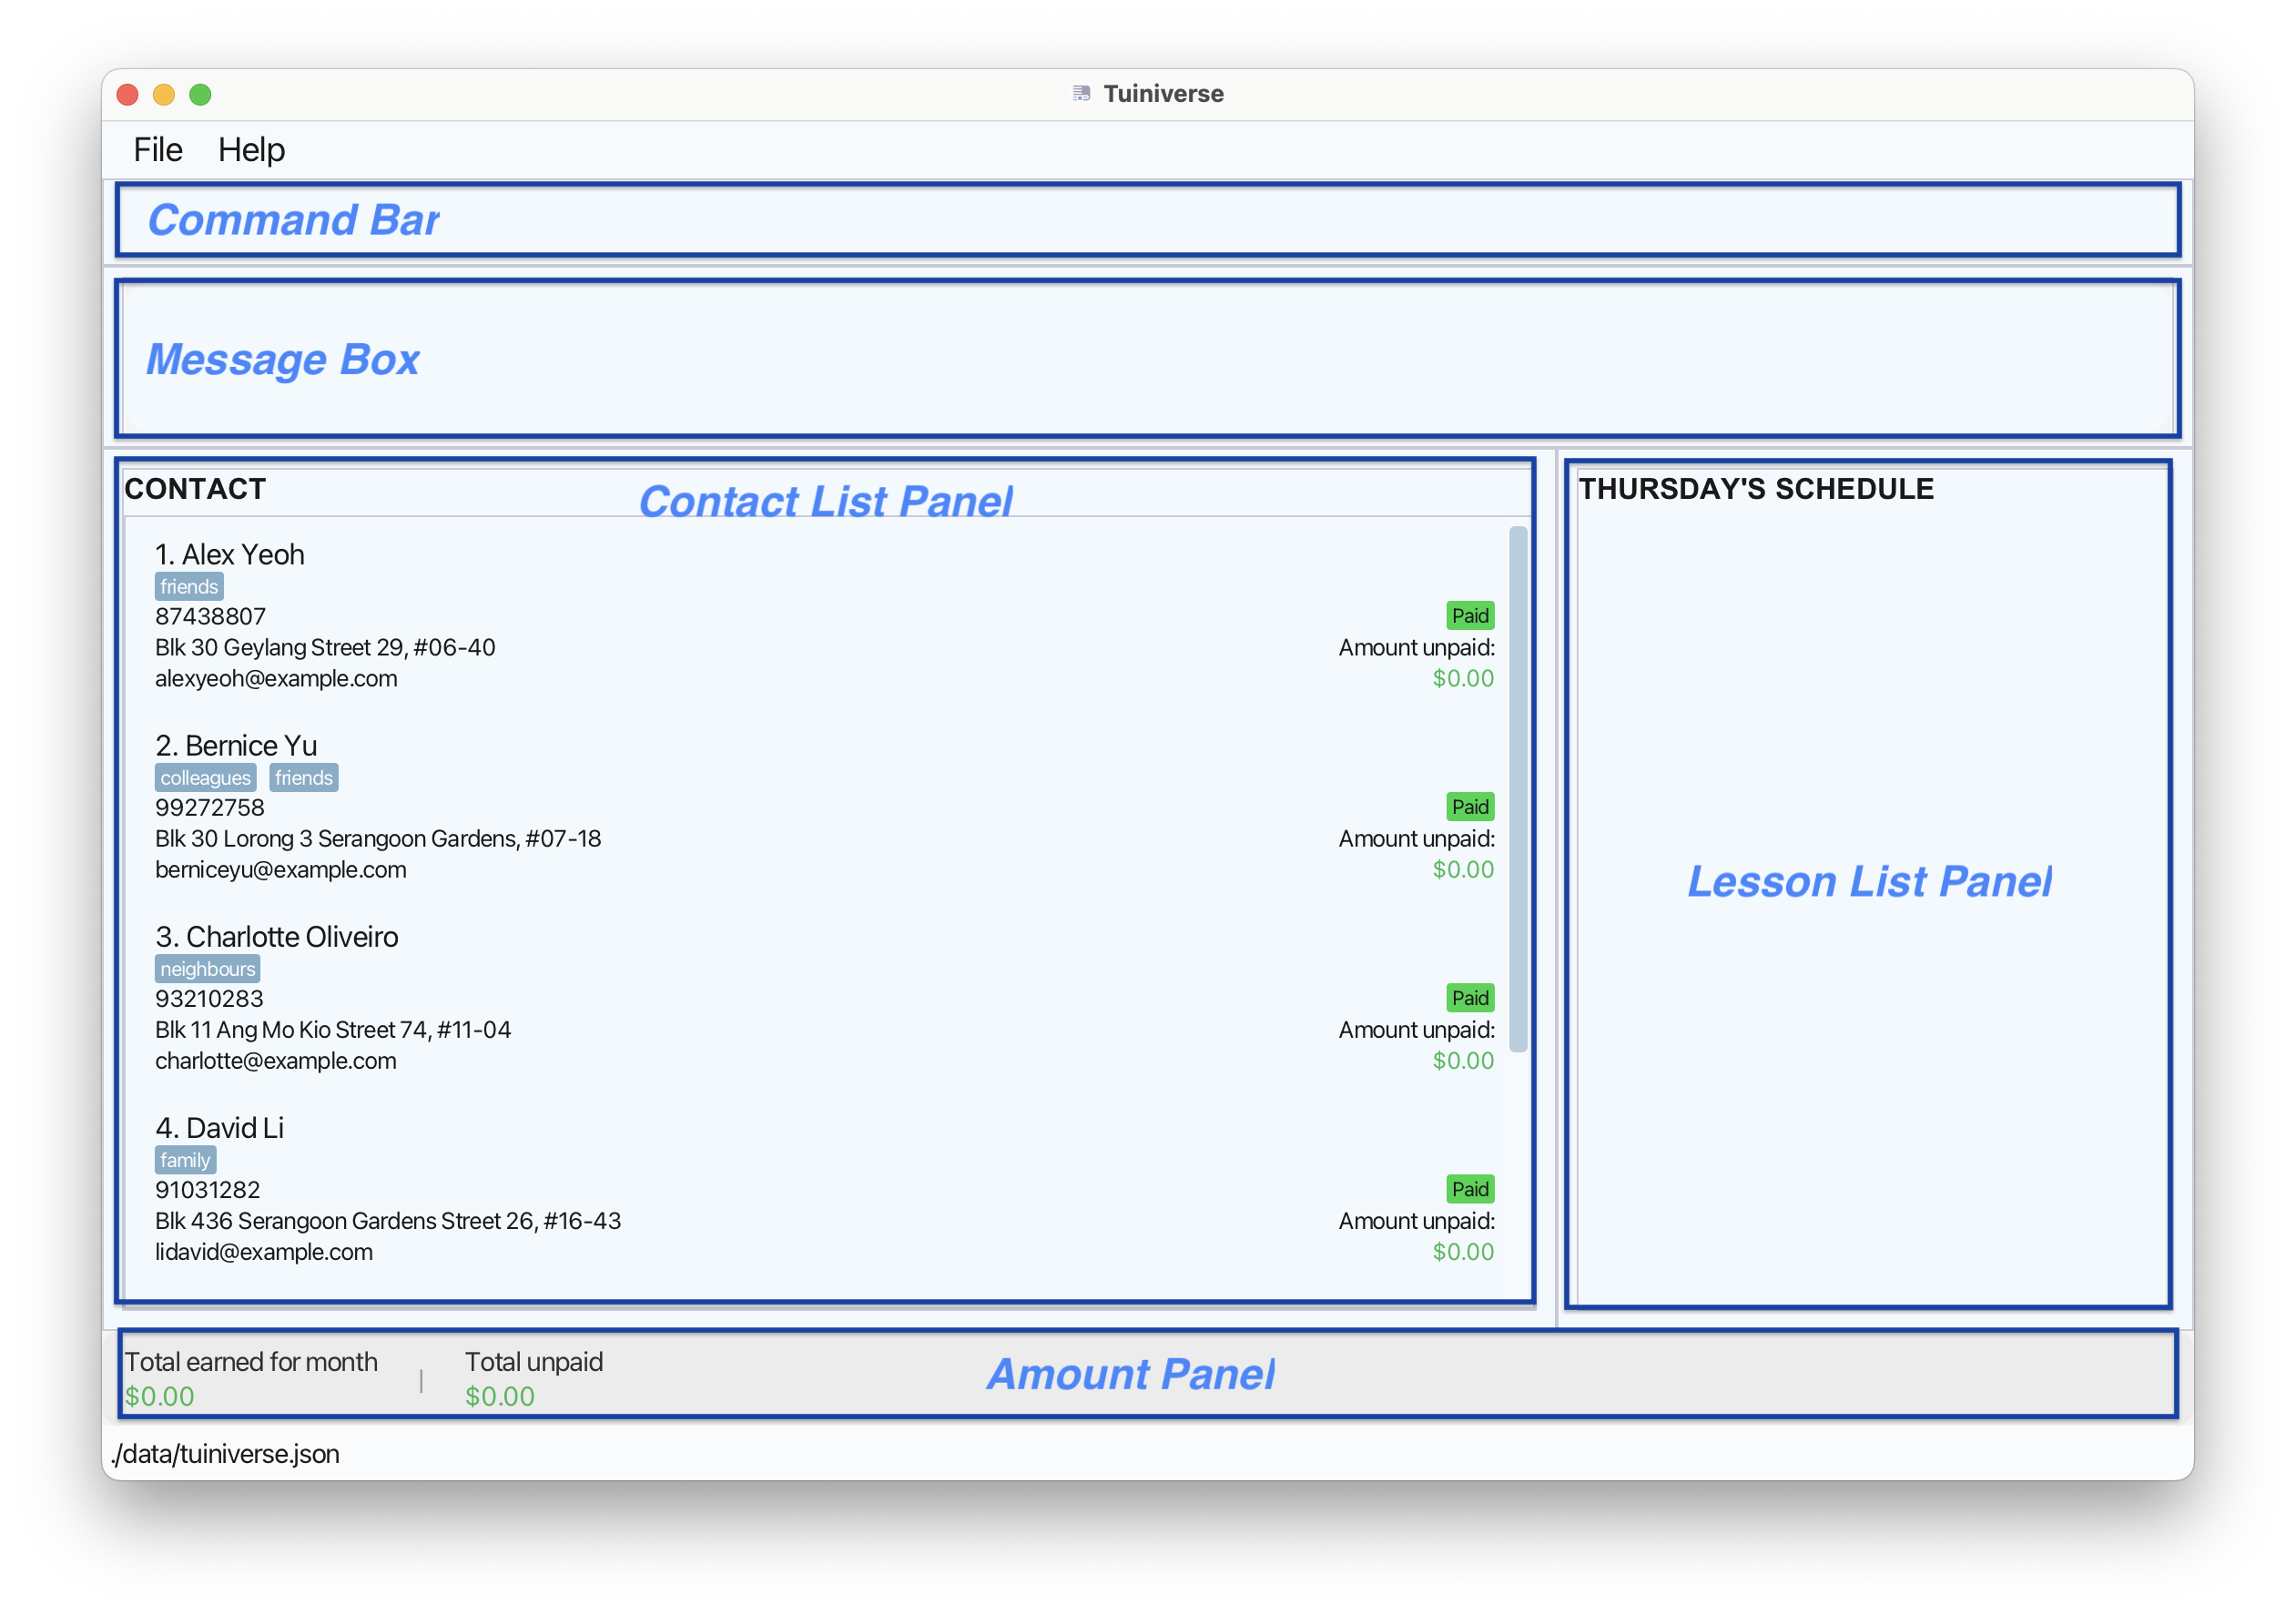 Tuiniverse
File Help
Command Bar
Message Box
CONTACT
Contact List Panel
1. Alex Yeoh
friends
87438807
Paid
Blk 30 Geylang Street 29, #06-40
Amount unpaid:
alexyeoh@example.com
$0.00
2. Bernice Yu
colleagues friends
99272758
Paid
Blk 30 Lorong 3 Serangoon Gardens, #07-18
Amount unpaid:
berniceyu@example.com
$0.00
3. Charlotte Oliveiro
neighbours
93210283
Paid
Blk 11 Ang Mo Kio Street 74, #11-04
Amount unpaid:
charlotte@example.com
$0.00
4. David Li
family
91031282
Paid
Blk 436 Serangoon Gardens Street 26, #16-43
Amount unpaid:
lidavid@example.com
$0.00
THURSDAY'S SCHEDULE
Lesson List Panel
Total earned for month | Total unpaid
$0.00 $0.00
Amount Panel
./data/tuiniverse.json